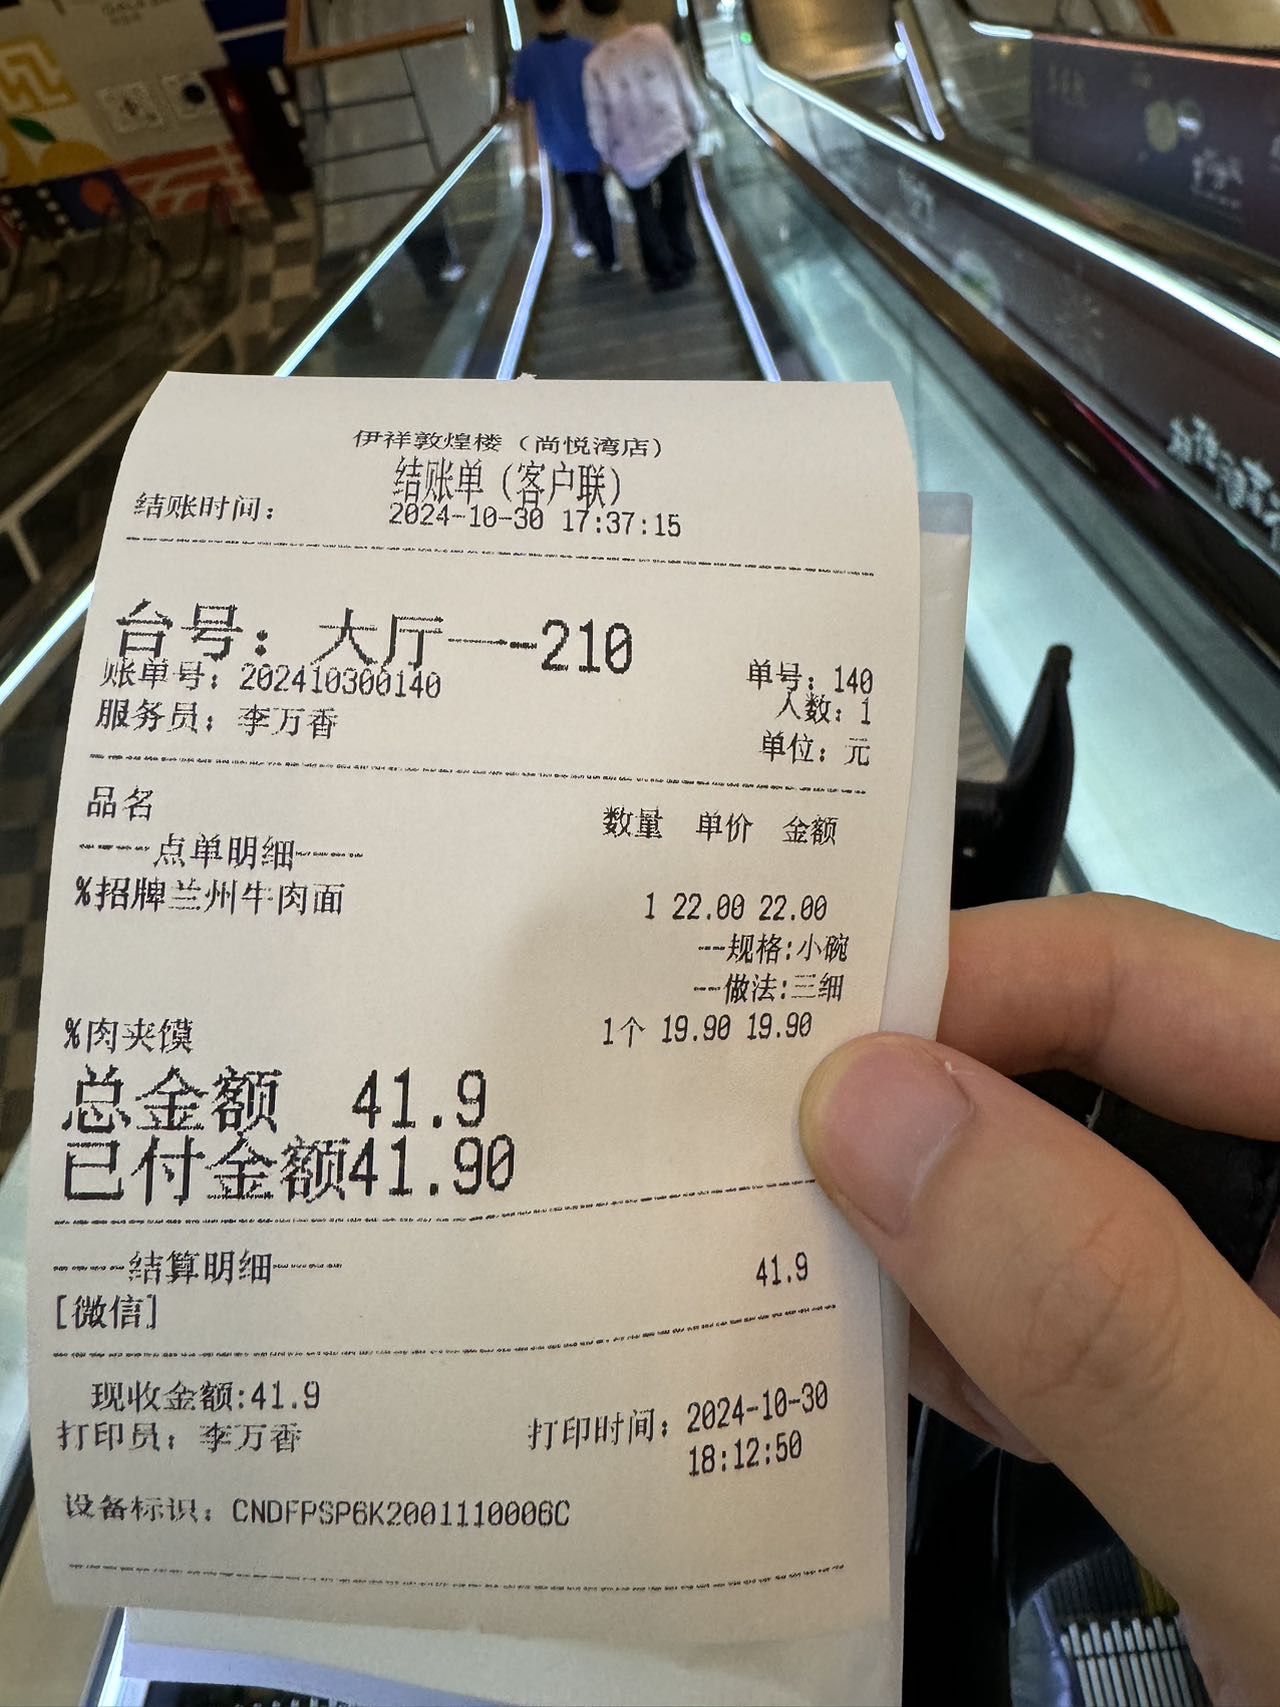 伊祥敦煌楼（尚悦湾店）
结账单（客户联）
结账时间： 2024-10-30 17:37:15
台号：大厅——210
账单号：202410300140 单号：140
服务员：李万香 人数：1
单位：元
品名 数量 单价 金额
-----点单明细-----
%招牌兰州牛肉面 1 22.00 22.00
--规格:小碗
--做法:三细
%肉夹馍 1个 19.90 19.90
总金额 41.9
已付金额41.90
-----结算明细----- 41.9
[微信]
现收金额:41.9
打印员：李万香 打印时间：2024-10-30
18:12:50
设备标识：CNDFPSP6K2001110006C